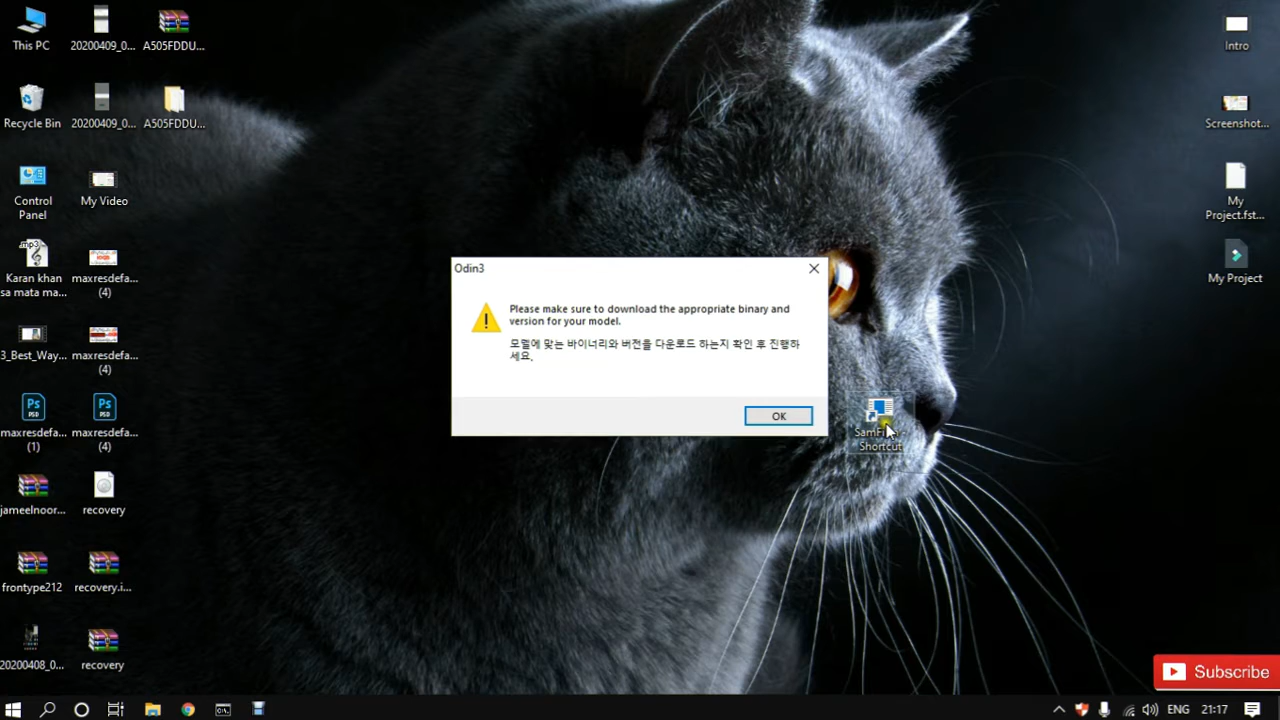 This PC
20200409_0...
A505FDDU...
Intro
Recycle Bin
20200409_0...
A505FDDU...
Screenshot...
Control
Panel
My Video
My
Project.fst...
Karan khan
sa mata ma...
maxresdefa...
(4)
My Project
Odin3
Please make sure to download the appropriate binary and
version for your model.
모델에 맞는 바이너리와 버전을 다운로드 하는지 확인 후 진행하
세요.
OK
3_Best_Way...
maxresdefa...
(4)
maxresdefa...
(1)
maxresdefa...
(4)
Shortcut
jameelnoor...
recovery
frontype212
recovery.i...
20200408_0...
recovery
Subscribe
ENG
21:17